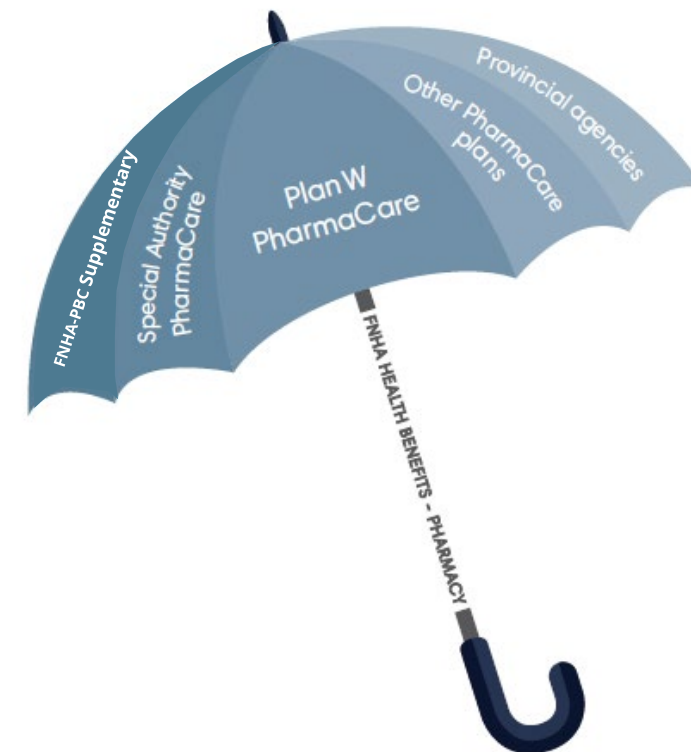 FNHA-PBC Supplementary
Special Authority
PharmaCare
Plan W
PharmaCare
Other PharmaCare
plans
Provincial agencies
FNHA HEALTH BENEFITS - PHARMACY